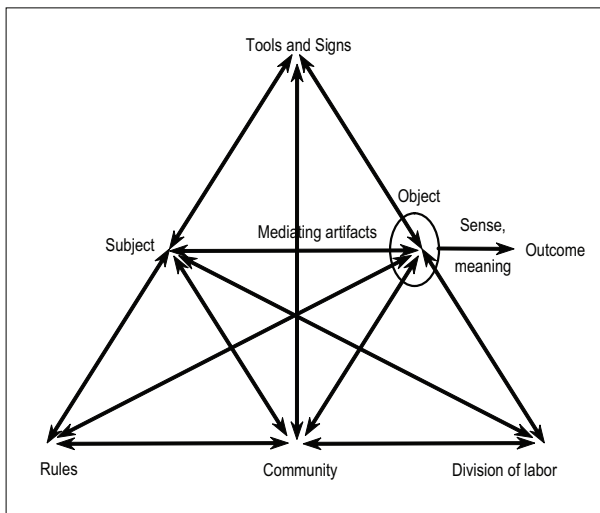 Tools and Signs
Object
Subject
Mediating artifacts
Sense,
meaning
Outcome
Rules
Community
Division of labor